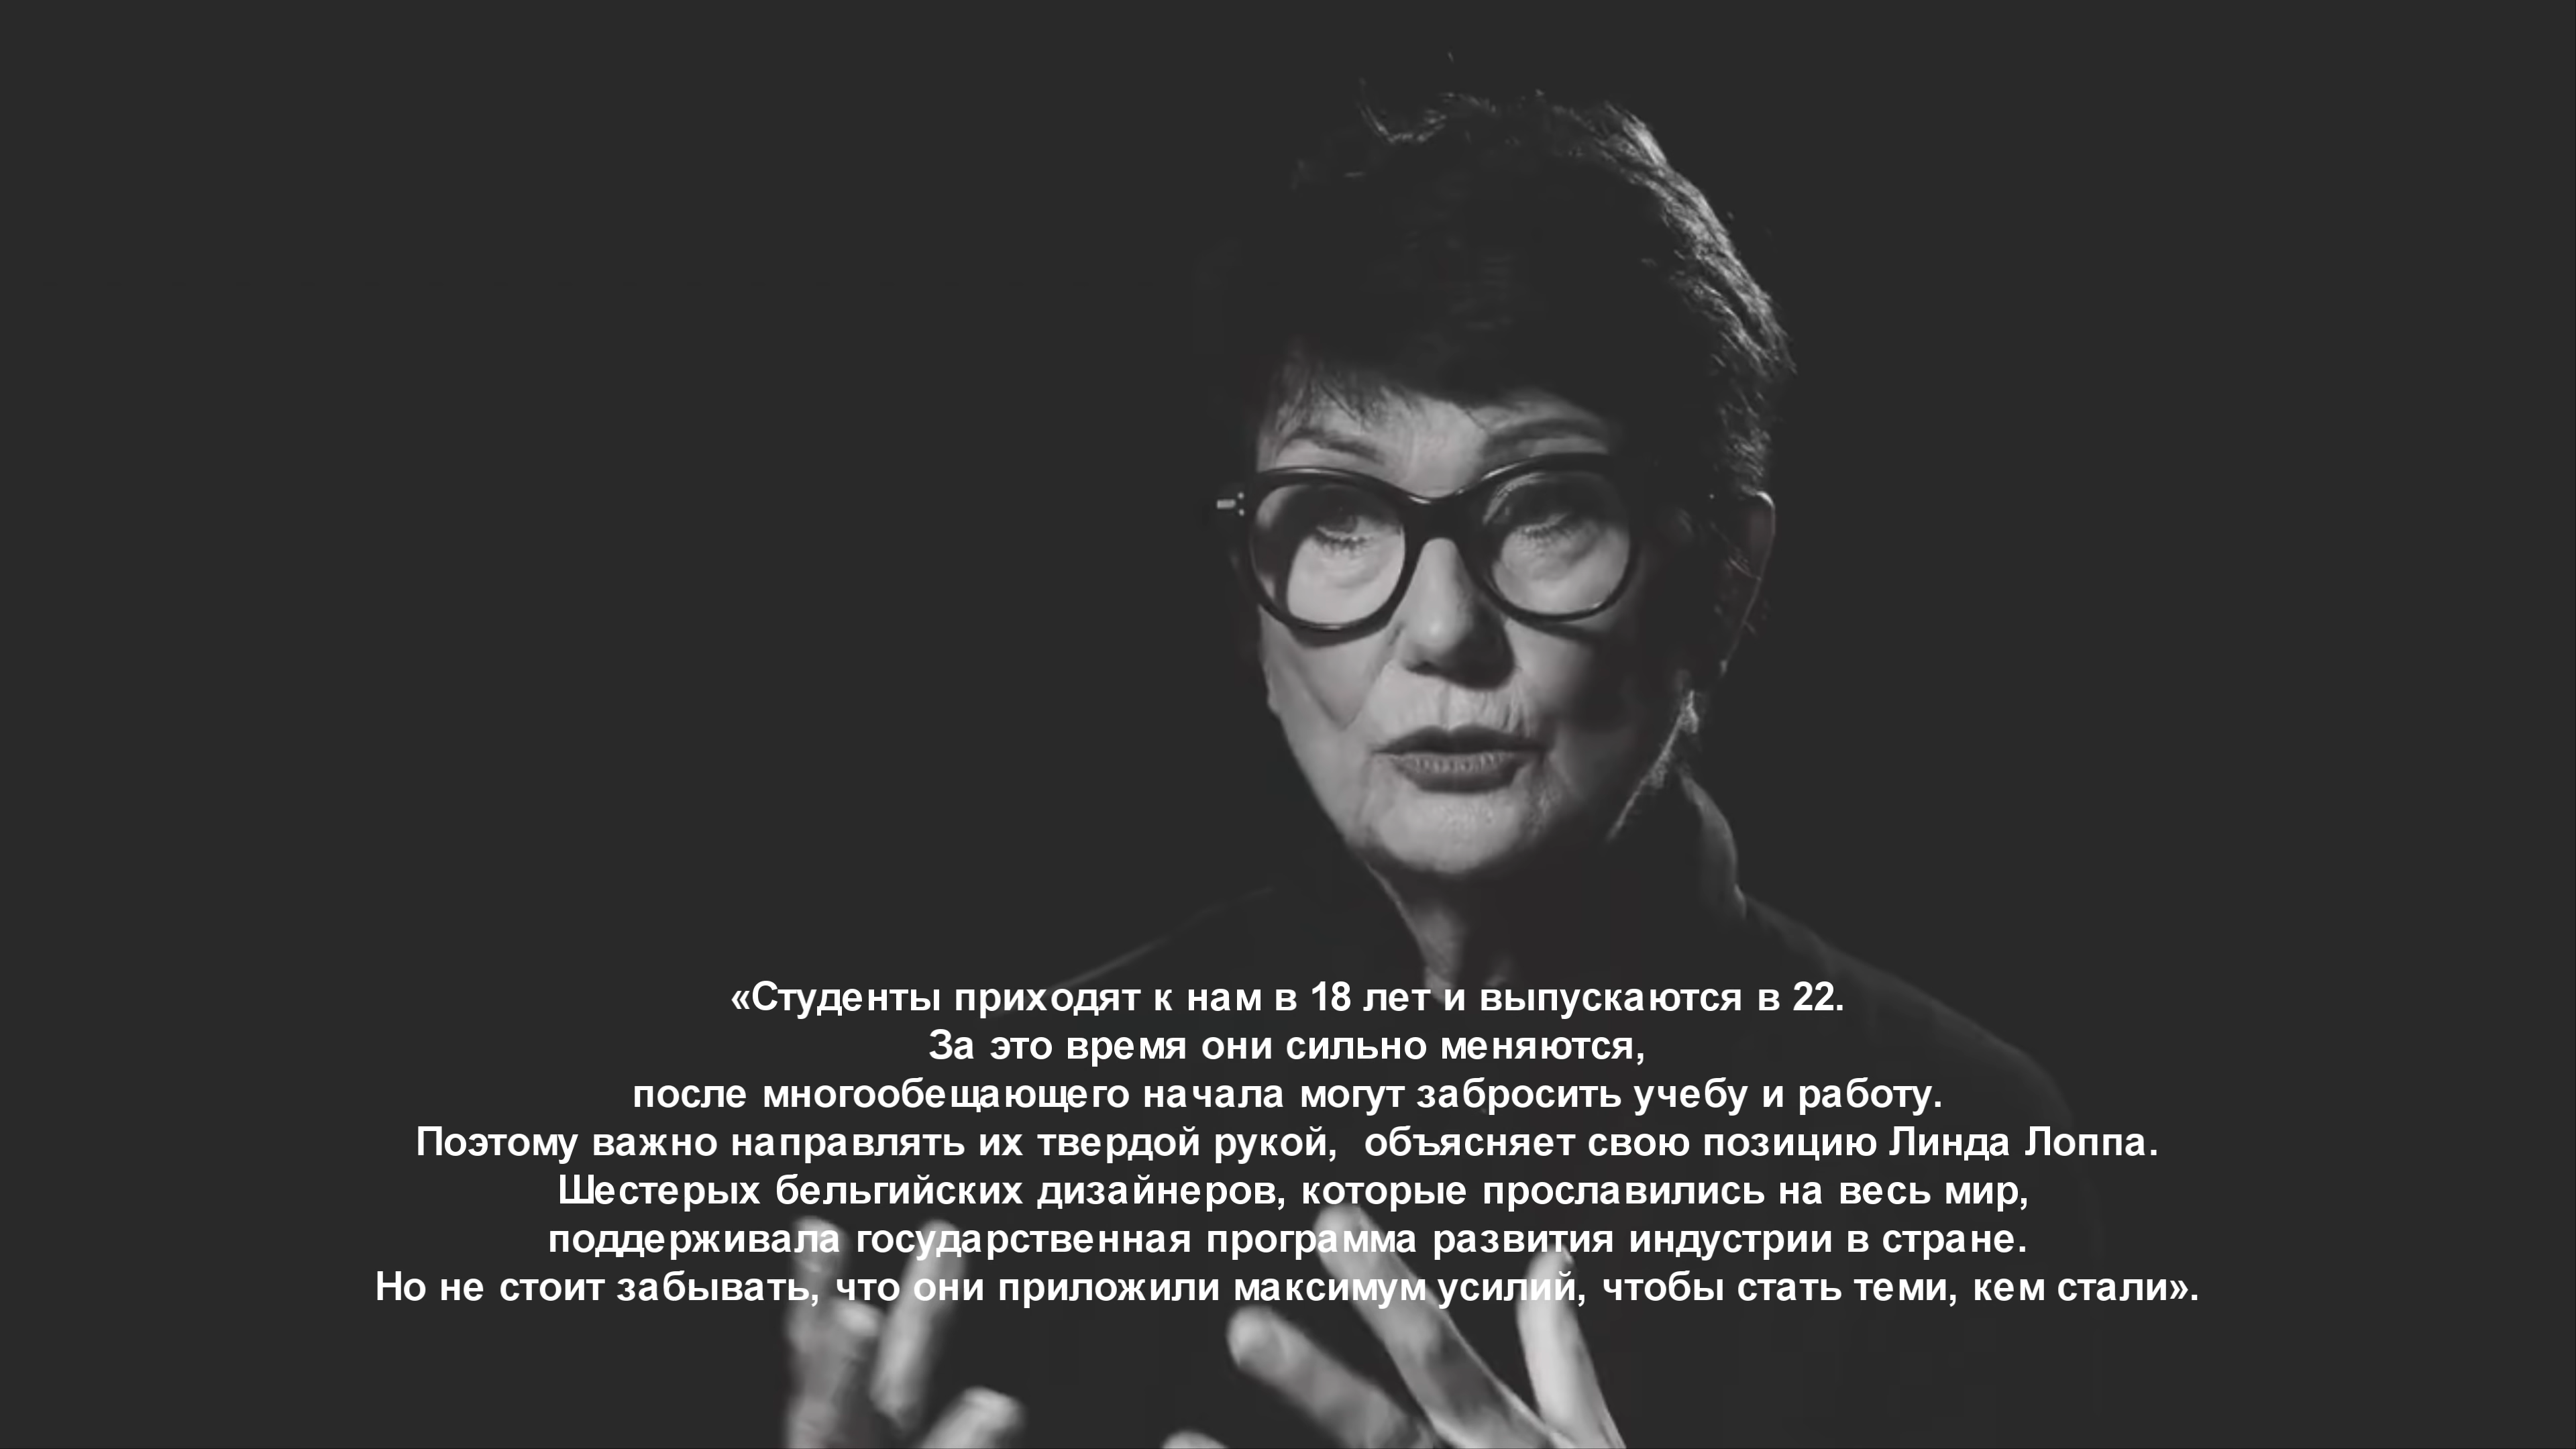 «Студенты приходят к нам в 18 лет и выпускаются в 22.
За это время они сильно меняются,
после многообещающего начала могут забросить учебу и работу.
Поэтому важно направлять их твердой рукой,  объясняет свою позицию Линда Лоппа.
Шестерых бельгийских дизайнеров, которые прославились на весь мир,
поддерживала государственная программа развития индустрии в стране.
Но не стоит забывать, что они приложили максимум усилий, чтобы стать теми, кем стали».